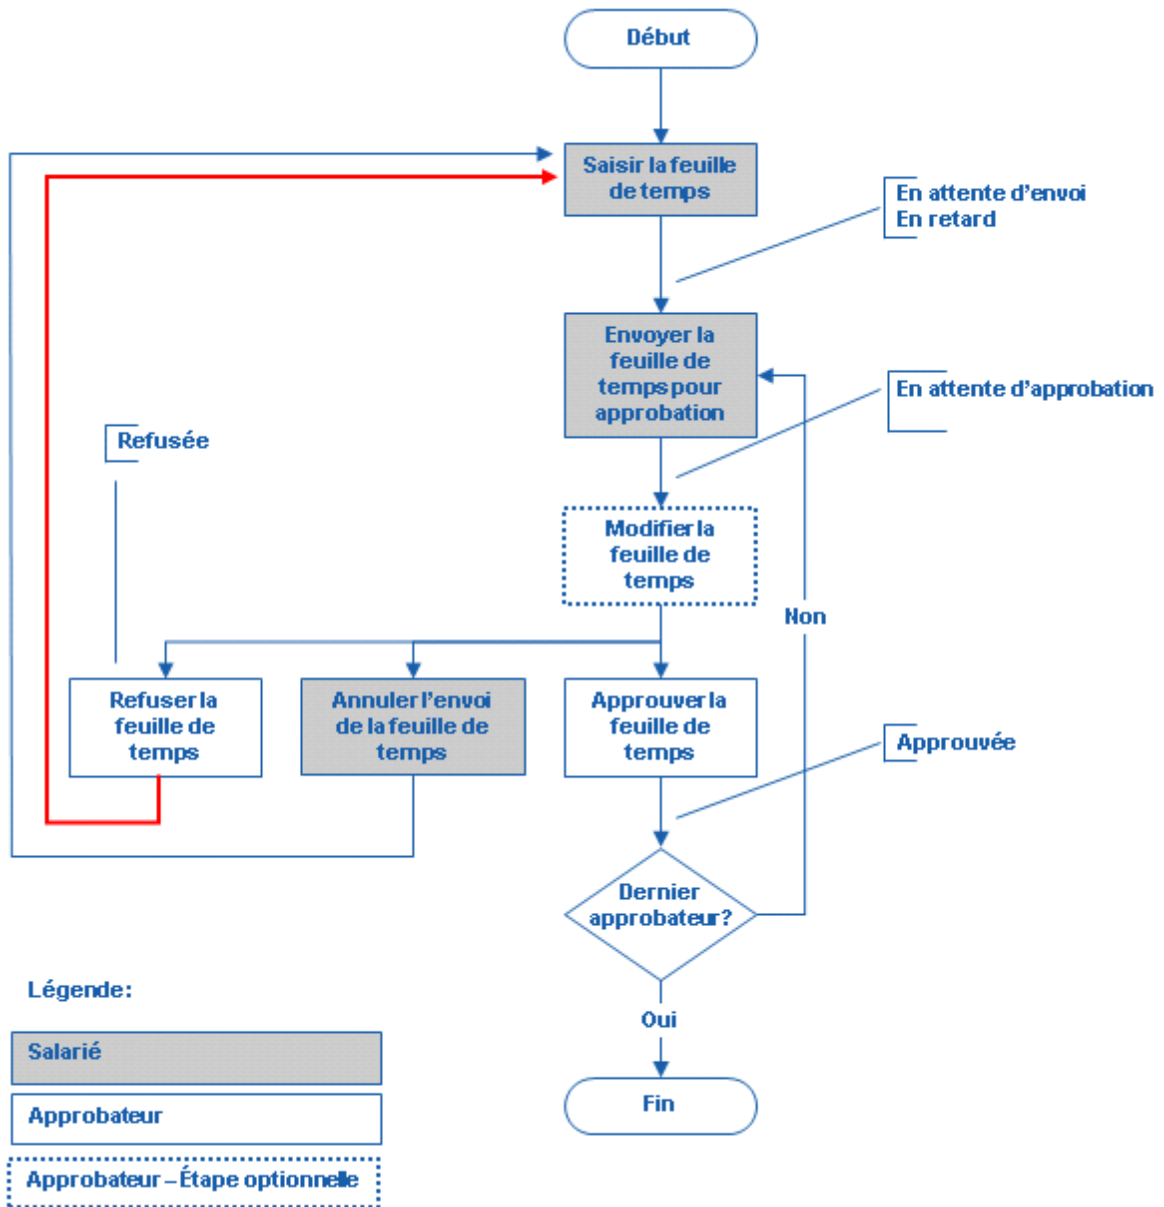 Début
Saisir la feuille
de temps
En attente d'envoi
En retard
Envoyer la
feuille de
temps pour
approbation
En attente d'approbation
Refusée
Modifier la
feuille de
temps
Non
Refuser la
feuille de
temps
Annuler l'envoi
de la feuille de
temps
Approuver la
feuille de
temps
Approuvée
Dernier
approbateur?
Légende:
Oui
Salarié
Fin
Approbateur
Approbateur – Étape optionnelle